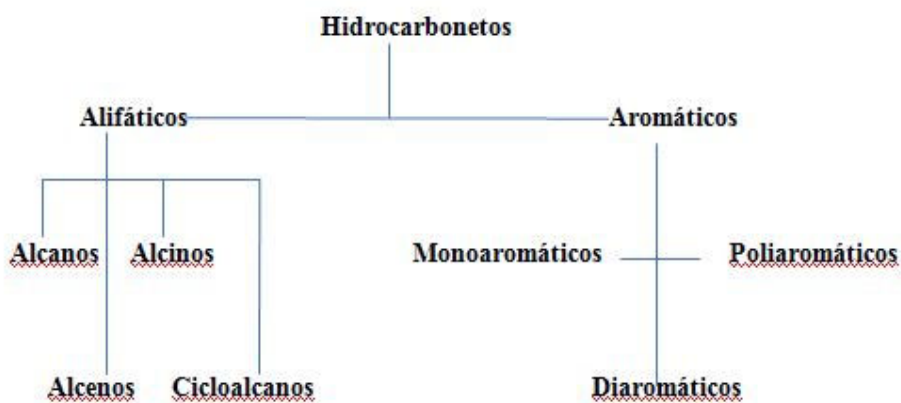 Hidrocarbonetos
Alifáticos Aromáticos
Alcanos Alcinos Monoaromáticos Poliaromáticos
Alcenos Cicloalcanos Diaromáticos